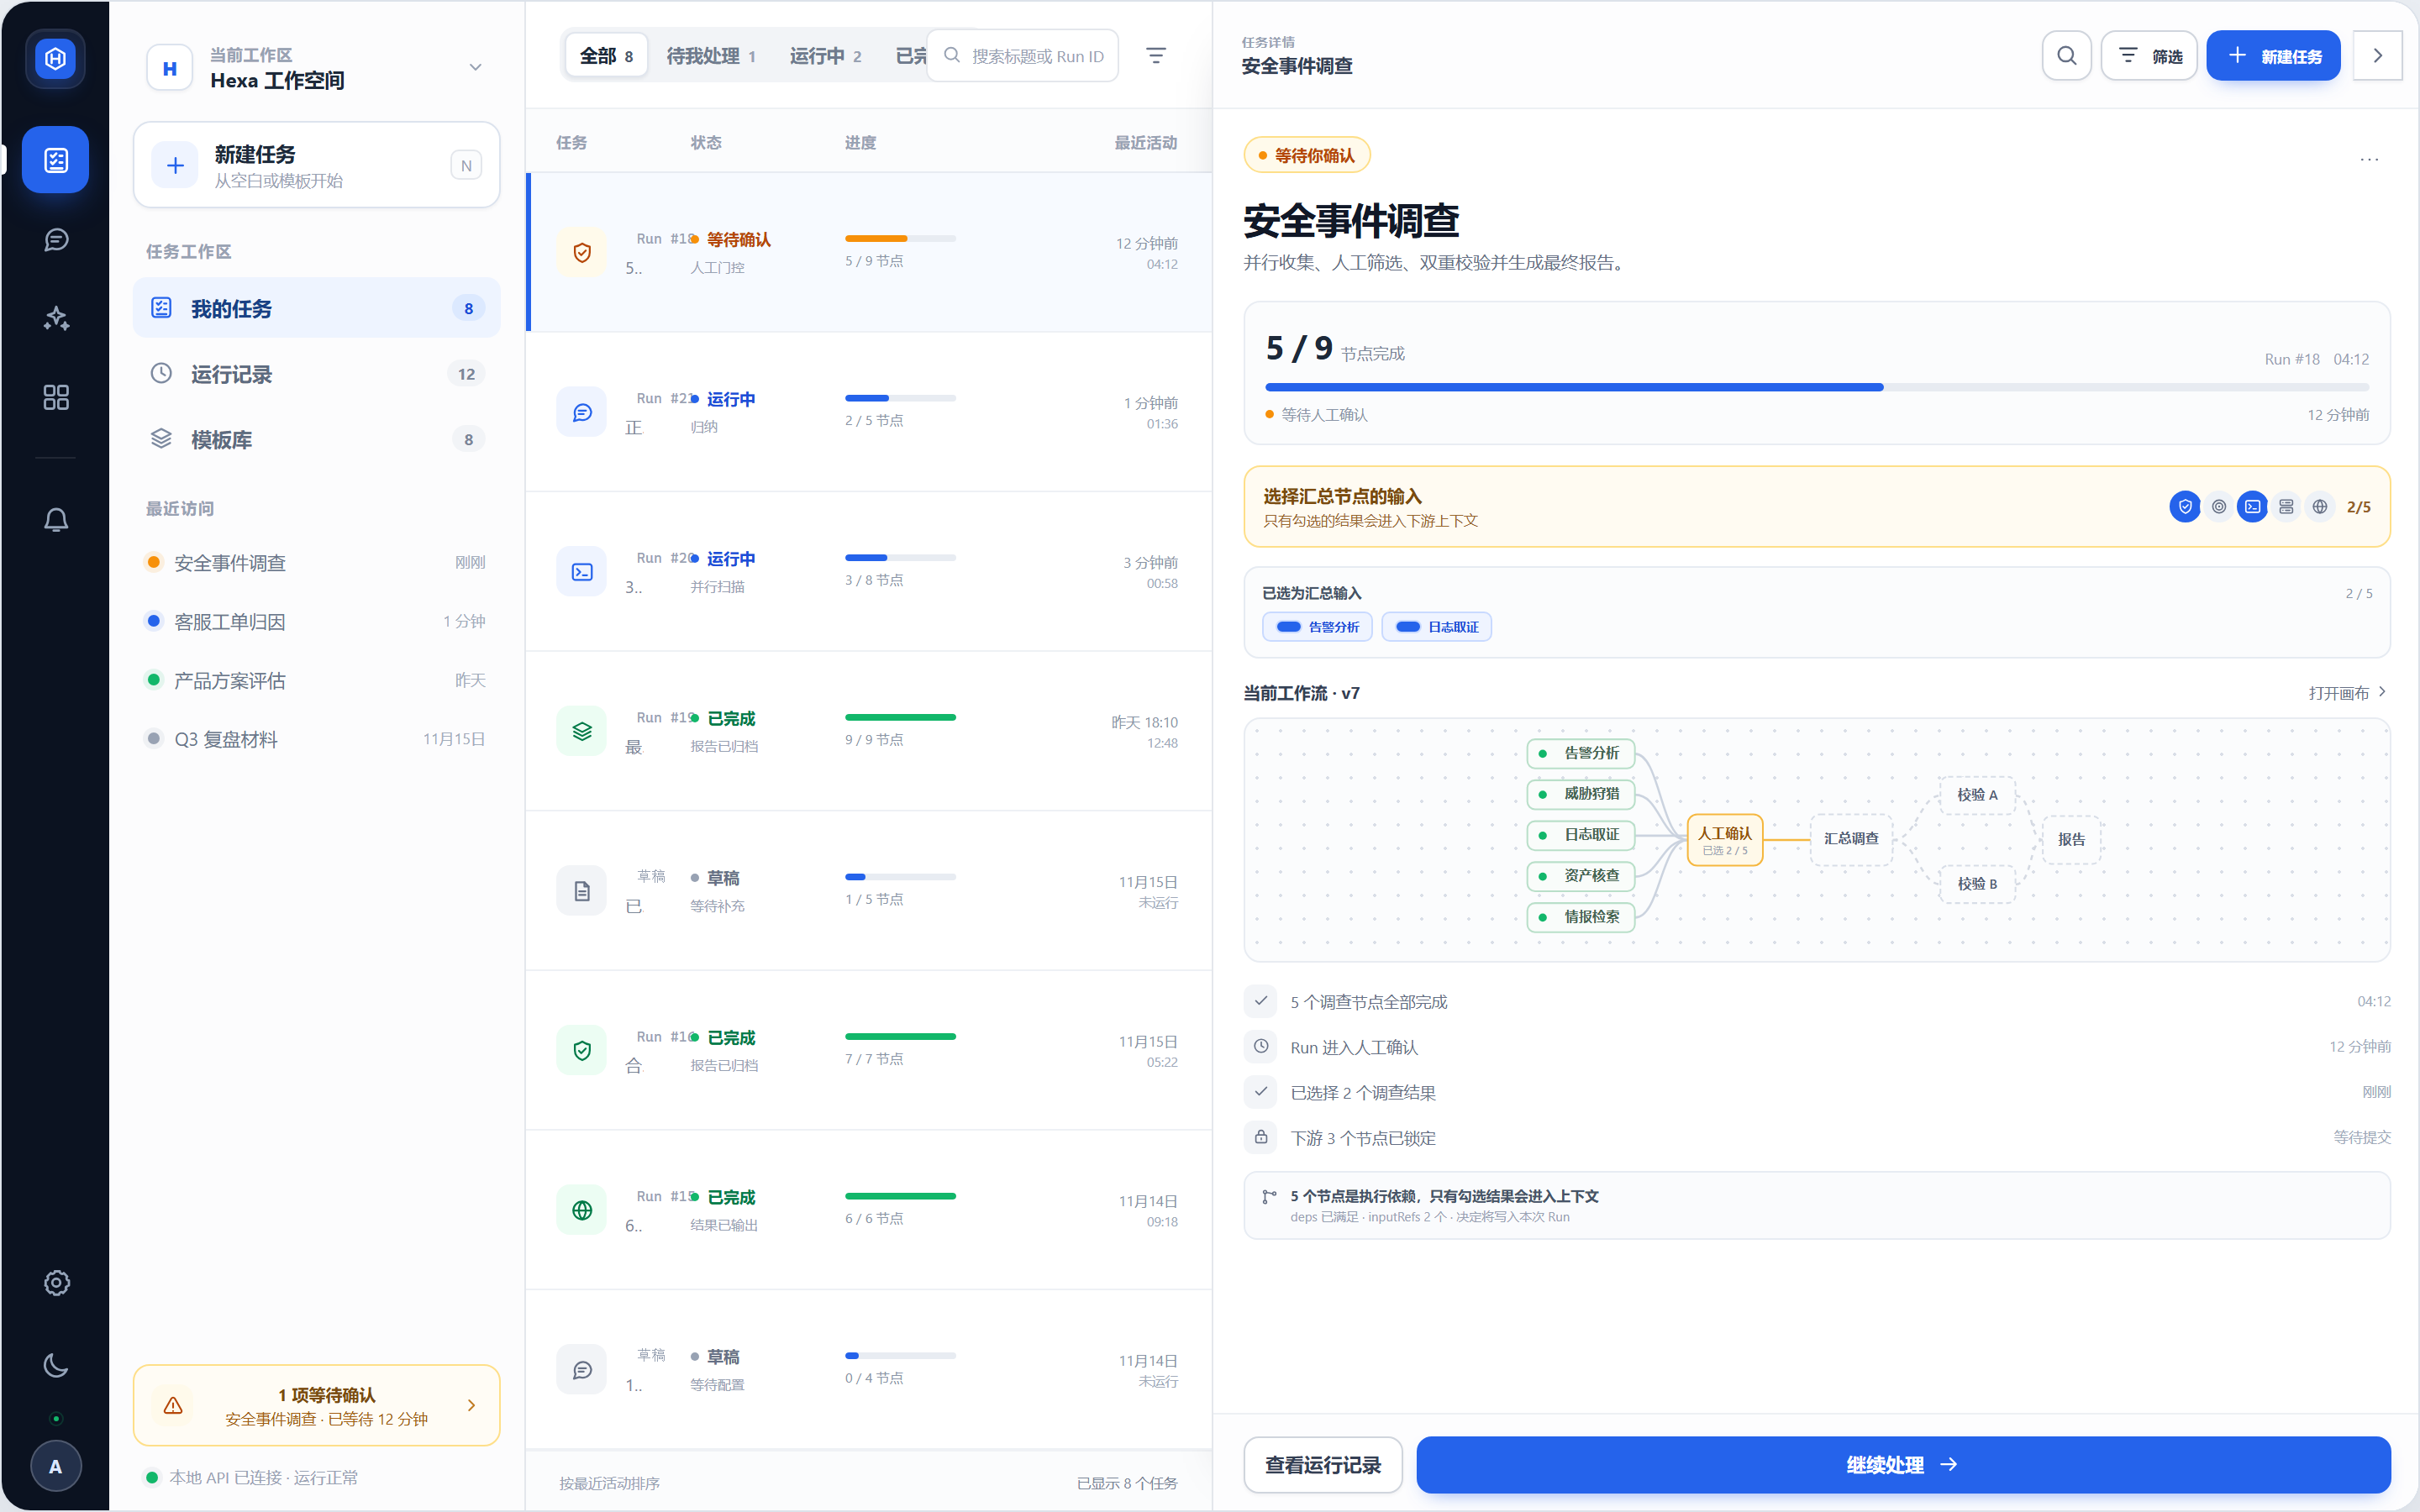 H
当前工作区
Hexa 工作空间
新建任务
从空白或模板开始
N
任务工作区
我的任务 8
运行记录 12
模板库 8
最近访问
安全事件调查 刚刚
客服工单归因 1 分钟
产品方案评估 昨天
Q3 复盘材料 11月15日
1 项等待确认
安全事件调查 · 已等待 12 分钟
本地 API 已连接 · 运行正常
A
全部 8 待我处理 1 运行中 2 已完
搜索标题或 Run ID
任务 状态 进度 最近活动
Run #18 等待确认 12 分钟前
5.. 人工门控 5 / 9 节点 04:12
Run #21 运行中 1 分钟前
正 归纳 2 / 5 节点 01:36
Run #20 运行中 3 分钟前
3.. 并行扫描 3 / 8 节点 00:58
Run #19 已完成 昨天 18:10
最 报告已归档 9 / 9 节点 12:48
草稿 草稿 11月15日
已 等待补充 1 / 5 节点 未运行
Run #16 已完成 11月15日
合 报告已归档 7 / 7 节点 05:22
Run #15 已完成 11月14日
6.. 结果已输出 6 / 6 节点 09:18
草稿 草稿 11月14日
1.. 等待配置 0 / 4 节点 未运行
按最近活动排序 已显示 8 个任务
任务详情
安全事件调查
筛选
新建任务
等待你确认
...
安全事件调查
并行收集、人工筛选、双重校验并生成最终报告。
5 / 9 节点完成 Run #18 04:12
等待人工确认 12 分钟前
选择汇总节点的输入
只有勾选的结果会进入下游上下文
2/5
已选为汇总输入 2 / 5
告警分析 日志取证
当前工作流 · v7 打开画布
告警分析
威胁狩猎
日志取证
资产核查
情报检索
人工确认
已选 2 / 5
汇总调查
校验 A
校验 B
报告
5 个调查节点全部完成 04:12
Run 进入人工确认 12 分钟前
已选择 2 个调查结果 刚刚
下游 3 个节点已锁定 等待提交
5 个节点是执行依赖，只有勾选结果会进入上下文
deps 已满足 · inputRefs 2 个 · 决定将写入本次 Run
查看运行记录
继续处理